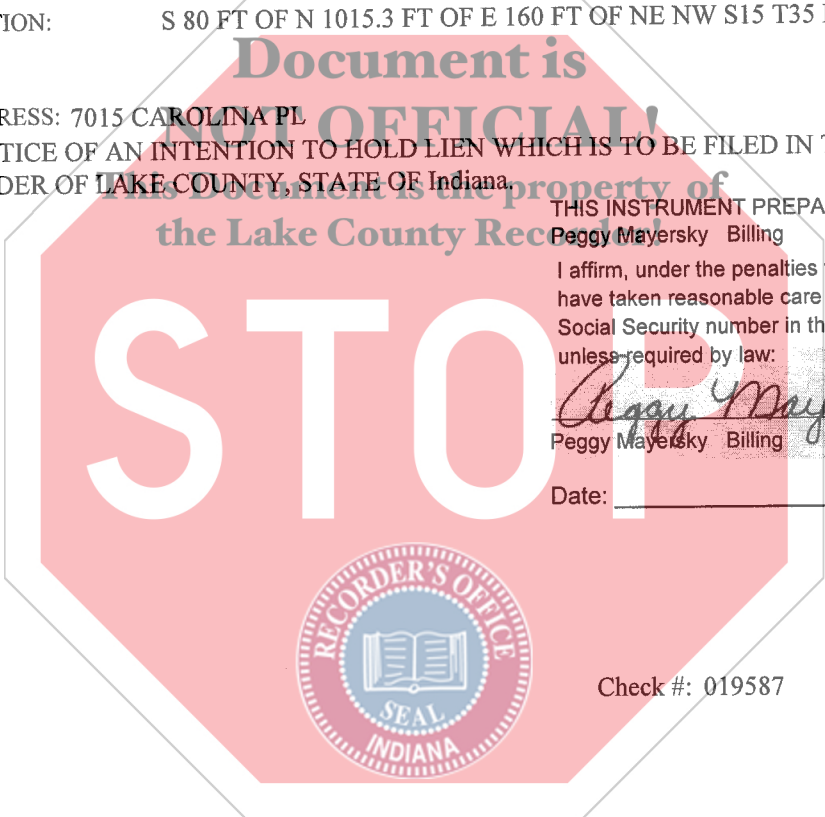 TION: S 80 FT OF N 1015.3 FT OF E 160 FT OF NE NW S15 T35
Document is
RESS: 7015 CAROLINA PL
NOT OFFICIAL!
TICE OF AN INTENTION TO HOLD LIEN WHICH IS TO BE FILED IN
DER OF LAKE COUNTY, STATE OF Indiana.
This Document is the property of
the Lake County Recorder!
THIS INSTRUMENT PREPA
Peggy Mayersky Billing
I affirm, under the penalties
have taken reasonable care
Social Security number in th
unless required by law:
Peggy May
Peggy Mayersky Billing
Date:
STOP
RECORDER'S OFFICE
SEAL
INDIANA
Check #: 019587